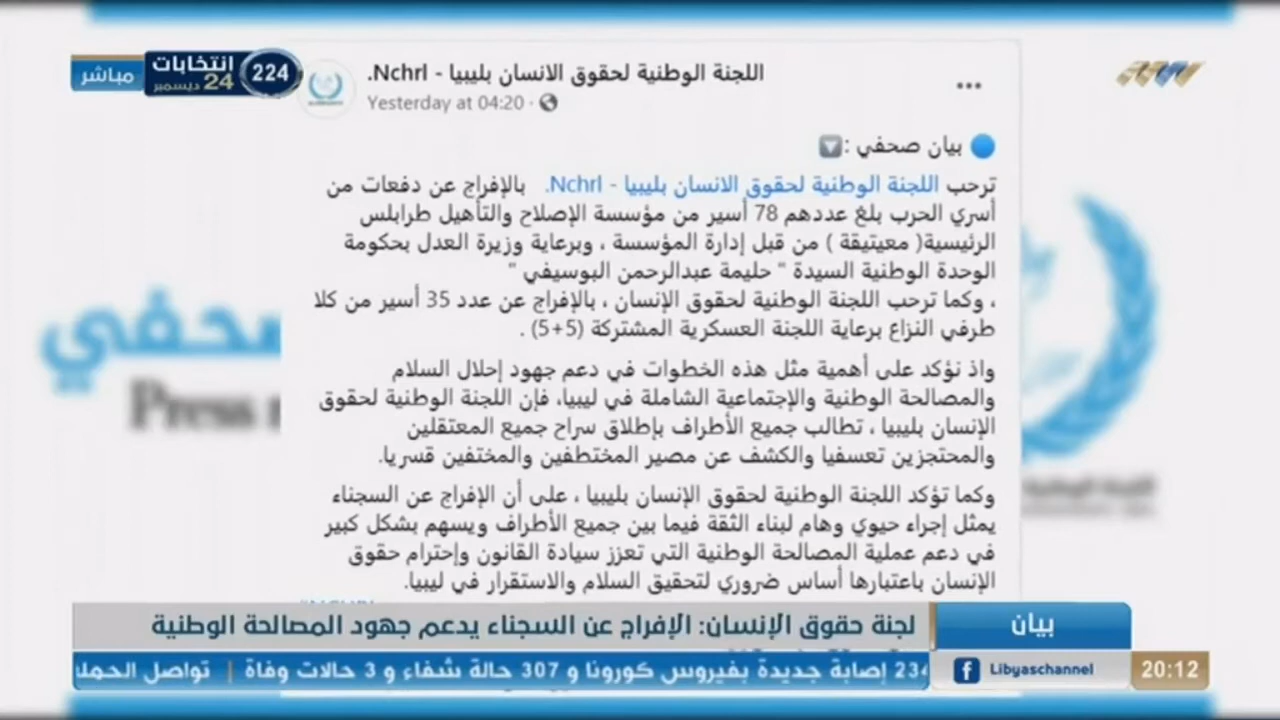 مباشر
انتخابات
24 ديسمبر
224
اللجنة الوطنية لحقوق الانسان بليبيا - Nchrl.
Yesterday at 04:20
بيان صحفي :
ترحب اللجنة الوطنية لحقوق الانسان بليبيا - Nchrl. بالإفراج عن دفعات من
أسري الحرب بلغ عددهم 78 أسير من مؤسسة الإصلاح والتأهيل طرابلس
الرئيسية( معيتيقة ) من قبل إدارة المؤسسة ، وبرعاية وزيرة العدل بحكومة
الوحدة الوطنية السيدة " حليمة عبدالرحمن البوسيفي "
، وكما ترحب اللجنة الوطنية لحقوق الإنسان ، بالإفراج عن عدد 35 أسير من كلا
طرفي النزاع برعاية اللجنة العسكرية المشتركة (5+5) .
واذ نؤكد على أهمية مثل هذه الخطوات في دعم جهود إحلال السلام
والمصالحة الوطنية والإجتماعية الشاملة في ليبيا، فإن اللجنة الوطنية لحقوق
الإنسان بليبيا ، تطالب جميع الأطراف بإطلاق سراح جميع المعتقلين
والمحتجزين تعسفيا والكشف عن مصير المختطفين والمختفين قسريا.
وكما تؤكد اللجنة الوطنية لحقوق الإنسان بليبيا ، على أن الإفراج عن السجناء
يمثل إجراء حيوي وهام لبناء الثقة فيما بين جميع الأطراف ويسهم بشكل كبير
في دعم عملية المصالحة الوطنية التي تعزز سيادة القانون وإحترام حقوق
الإنسان باعتبارها أساس ضروري لتحقيق السلام والاستقرار في ليبيا.
صحفي
Press
بيان
لجنة حقوق الإنسان: الإفراج عن السجناء يدعم جهود المصالحة الوطنية
234 إصابة جديدة بفيروس كورونا و 307 حالة شفاء و 3 حالات وفاة | تواصل
Libyaschannel
20:12